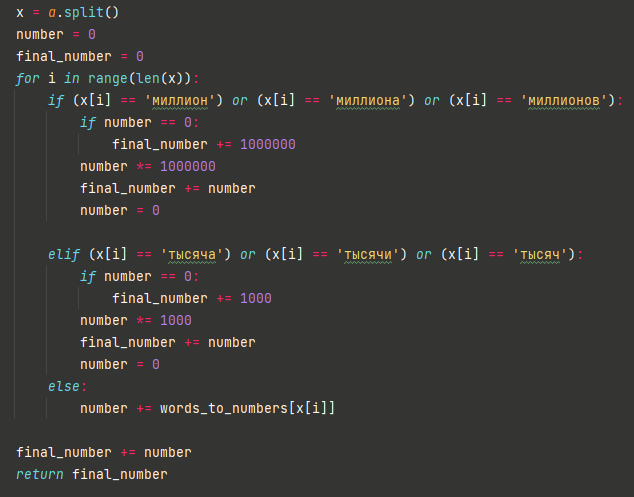 x = a.split()
number = 0
final_number = 0
for i in range(len(x)):
    if (x[i] == 'миллион') or (x[i] == 'миллиона') or (x[i] == 'миллионов'):
        if number == 0:
            final_number += 1000000
        number *= 1000000
        final_number += number
        number = 0

    elif (x[i] == 'тысяча') or (x[i] == 'тысячи') or (x[i] == 'тысяч'):
        if number == 0:
            final_number += 1000
        number *= 1000
        final_number += number
        number = 0
    else:
        number += words_to_numbers[x[i]]

final_number += number
return final_number